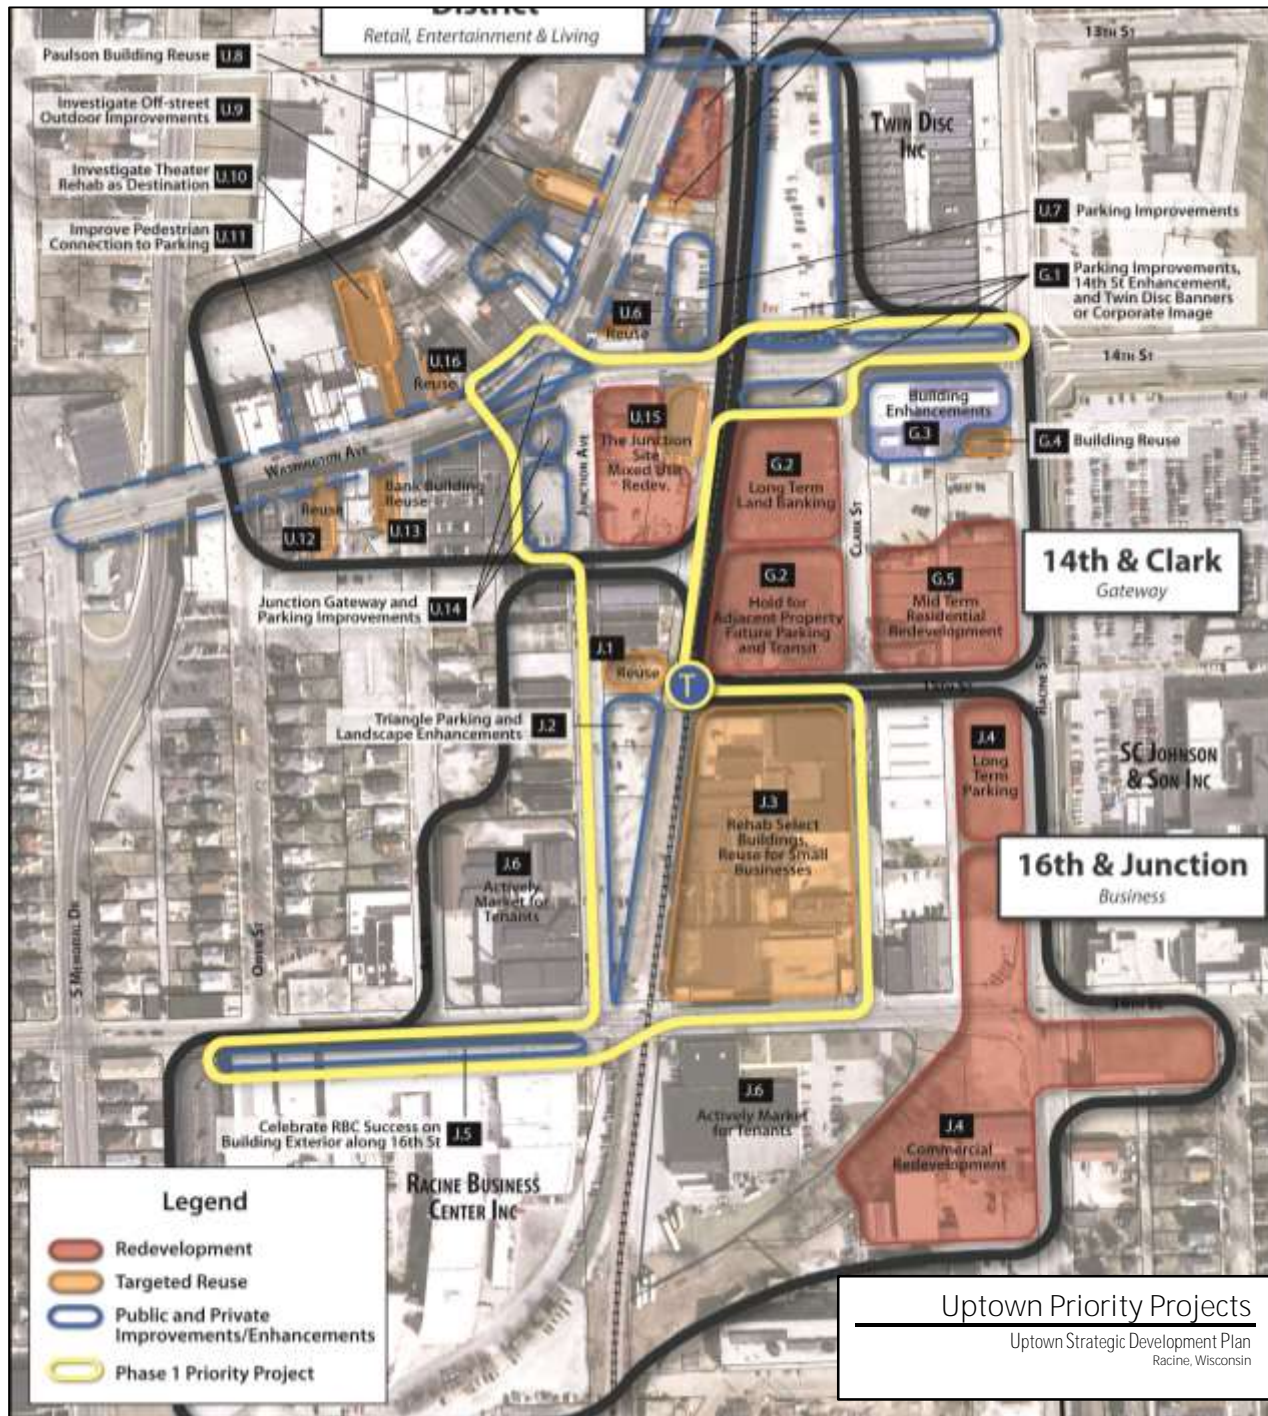 District
Retail, Entertainment & Living
Paulson Building Reuse U.8
Investigate Off-street
Outdoor Improvements U.9
Investigate Theater
Rehab as Destination U.10
Improve Pedestrian
Connection to Parking U.11
13TH ST
TWIN DISC
INC
U.7 Parking Improvements
G.1 Parking Improvements,
14th St Enhancement,
and Twin Disc Banners
or Corporate Image
U.6
Reuse
14TH ST
U.16
Reuse
Building
Enhancements
G.3
G.4 Building Reuse
U.15
The Junction
Site
Mixed Use
Redev.
JUNCTION AVE
WASHINGTON AVE
G.2
Long Term
Land Banking
CLARK ST
Bank Building
Reuse
U.13
Reuse
U.12
14th & Clark
Gateway
G.2
Hold for
Adjacent Property
Future Parking
and Transit
G.5
Mid Term
Residential
Redevelopment
Junction Gateway and
Parking Improvements U.14
J.1
Reuse
T
15TH ST
RACINE ST
Triangle Parking and
Landscape Enhancements J.2
J.4
Long
Term
Parking
SC JOHNSON
& SON INC
J.3
Rehab Select
Buildings,
Reuse for Small
Businesses
16th & Junction
Business
J.6
Actively
Market for
Tenants
S MEMORIAL DR
16TH ST
J.6
Actively Market
for Tenants
Celebrate RBC Success on
Building Exterior along 16th St J.5
J.4
Commercial
Redevelopment
RACINE BUSINESS
CENTER INC
Legend
Redevelopment
Targeted Reuse
Public and Private
Improvements/Enhancements
Phase 1 Priority Project
Uptown Priority Projects
Uptown Strategic Development Plan
Racine, Wisconsin